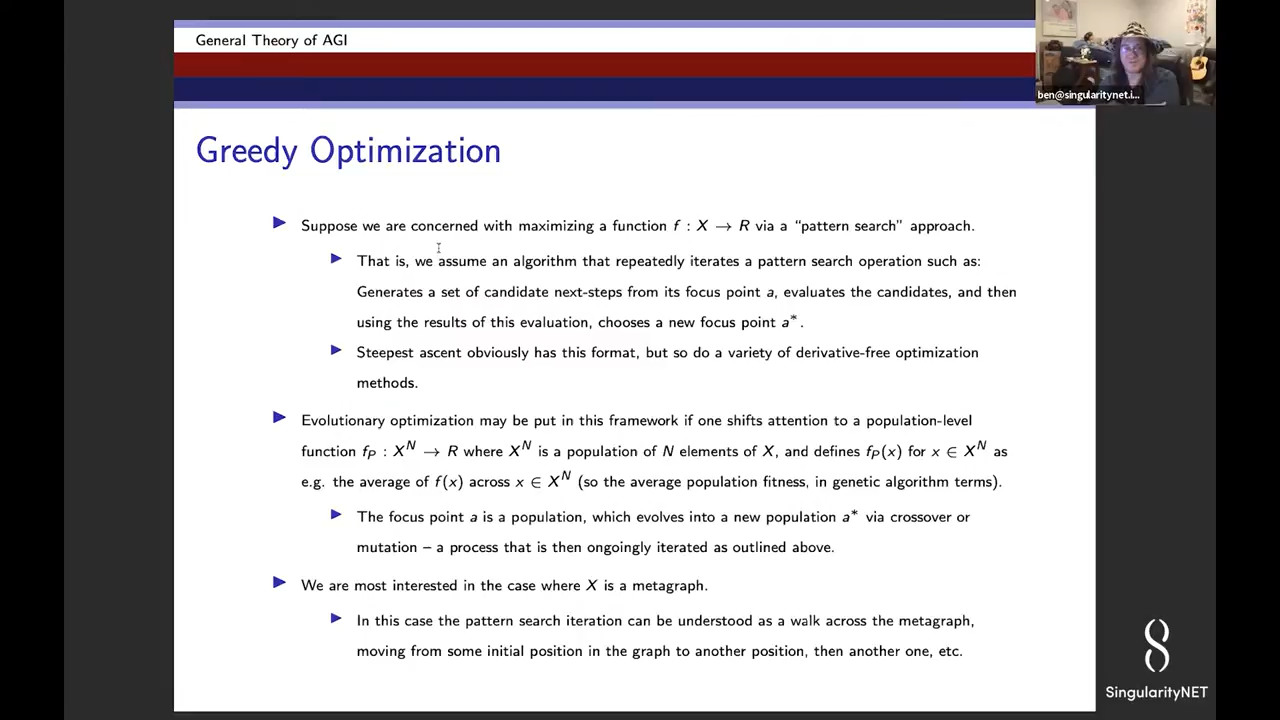 General Theory of AGI
ben@singularitynet.i...
Greedy Optimization
Suppose we are concerned with maximizing a function f : X → R via a “pattern search” approach.
That is, we assume an algorithm that repeatedly iterates a pattern search operation such as:
Generates a set of candidate next-steps from its focus point a, evaluates the candidates, and then
using the results of this evaluation, chooses a new focus point a*.
Steepest ascent obviously has this format, but so do a variety of derivative-free optimization
methods.
Evolutionary optimization may be put in this framework if one shifts attention to a population-level
function f_P : X^N → R where X^N is a population of N elements of X, and defines f_P(x) for x ∈ X^N as
e.g. the average of f(x) across x ∈ X^N (so the average population fitness, in genetic algorithm terms).
The focus point a is a population, which evolves into a new population a* via crossover or
mutation – a process that is then ongoingly iterated as outlined above.
We are most interested in the case where X is a metagraph.
In this case the pattern search iteration can be understood as a walk across the metagraph,
moving from some initial position in the graph to another position, then another one, etc.
SingularityNET